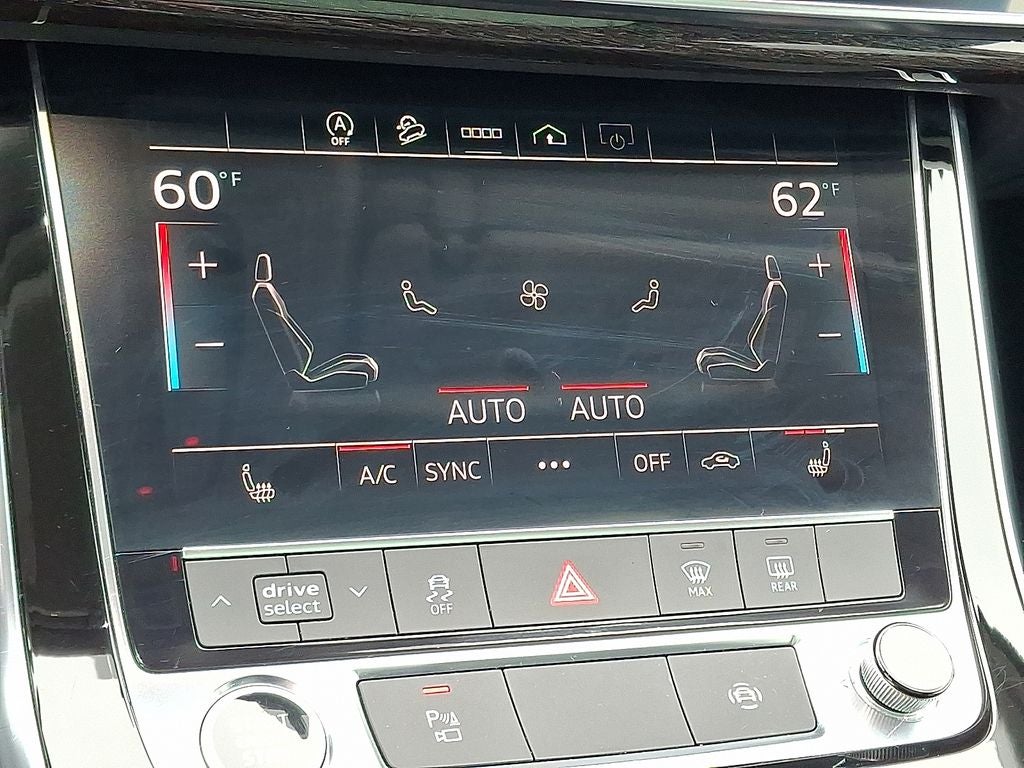 A
OFF
60°F
62°F
+
+
−
−
AUTO AUTO
A/C SYNC ••• OFF
drive
select
OFF
MAX
REAR
P